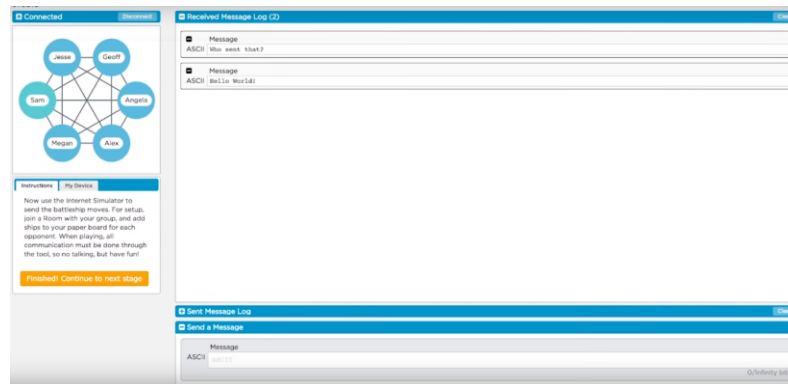 Connected
Disconnect
Jesse
Geoff
Sam
Angela
Megan
Alex
Instructions
My Device
Now use the Internet Simulator to
send the battleship moves. For setup,
join a Room with your group, and add
ships to your paper board for each
opponent. When playing, all
communication must be done through
the tool, so no talking, but have fun!
Finished! Continue to next stage
Received Message Log (2)
Message
ASCII Who sent that?
Message
ASCII Hello World!
Sent Message Log
Send a Message
Message
ASCII
0/Infinity